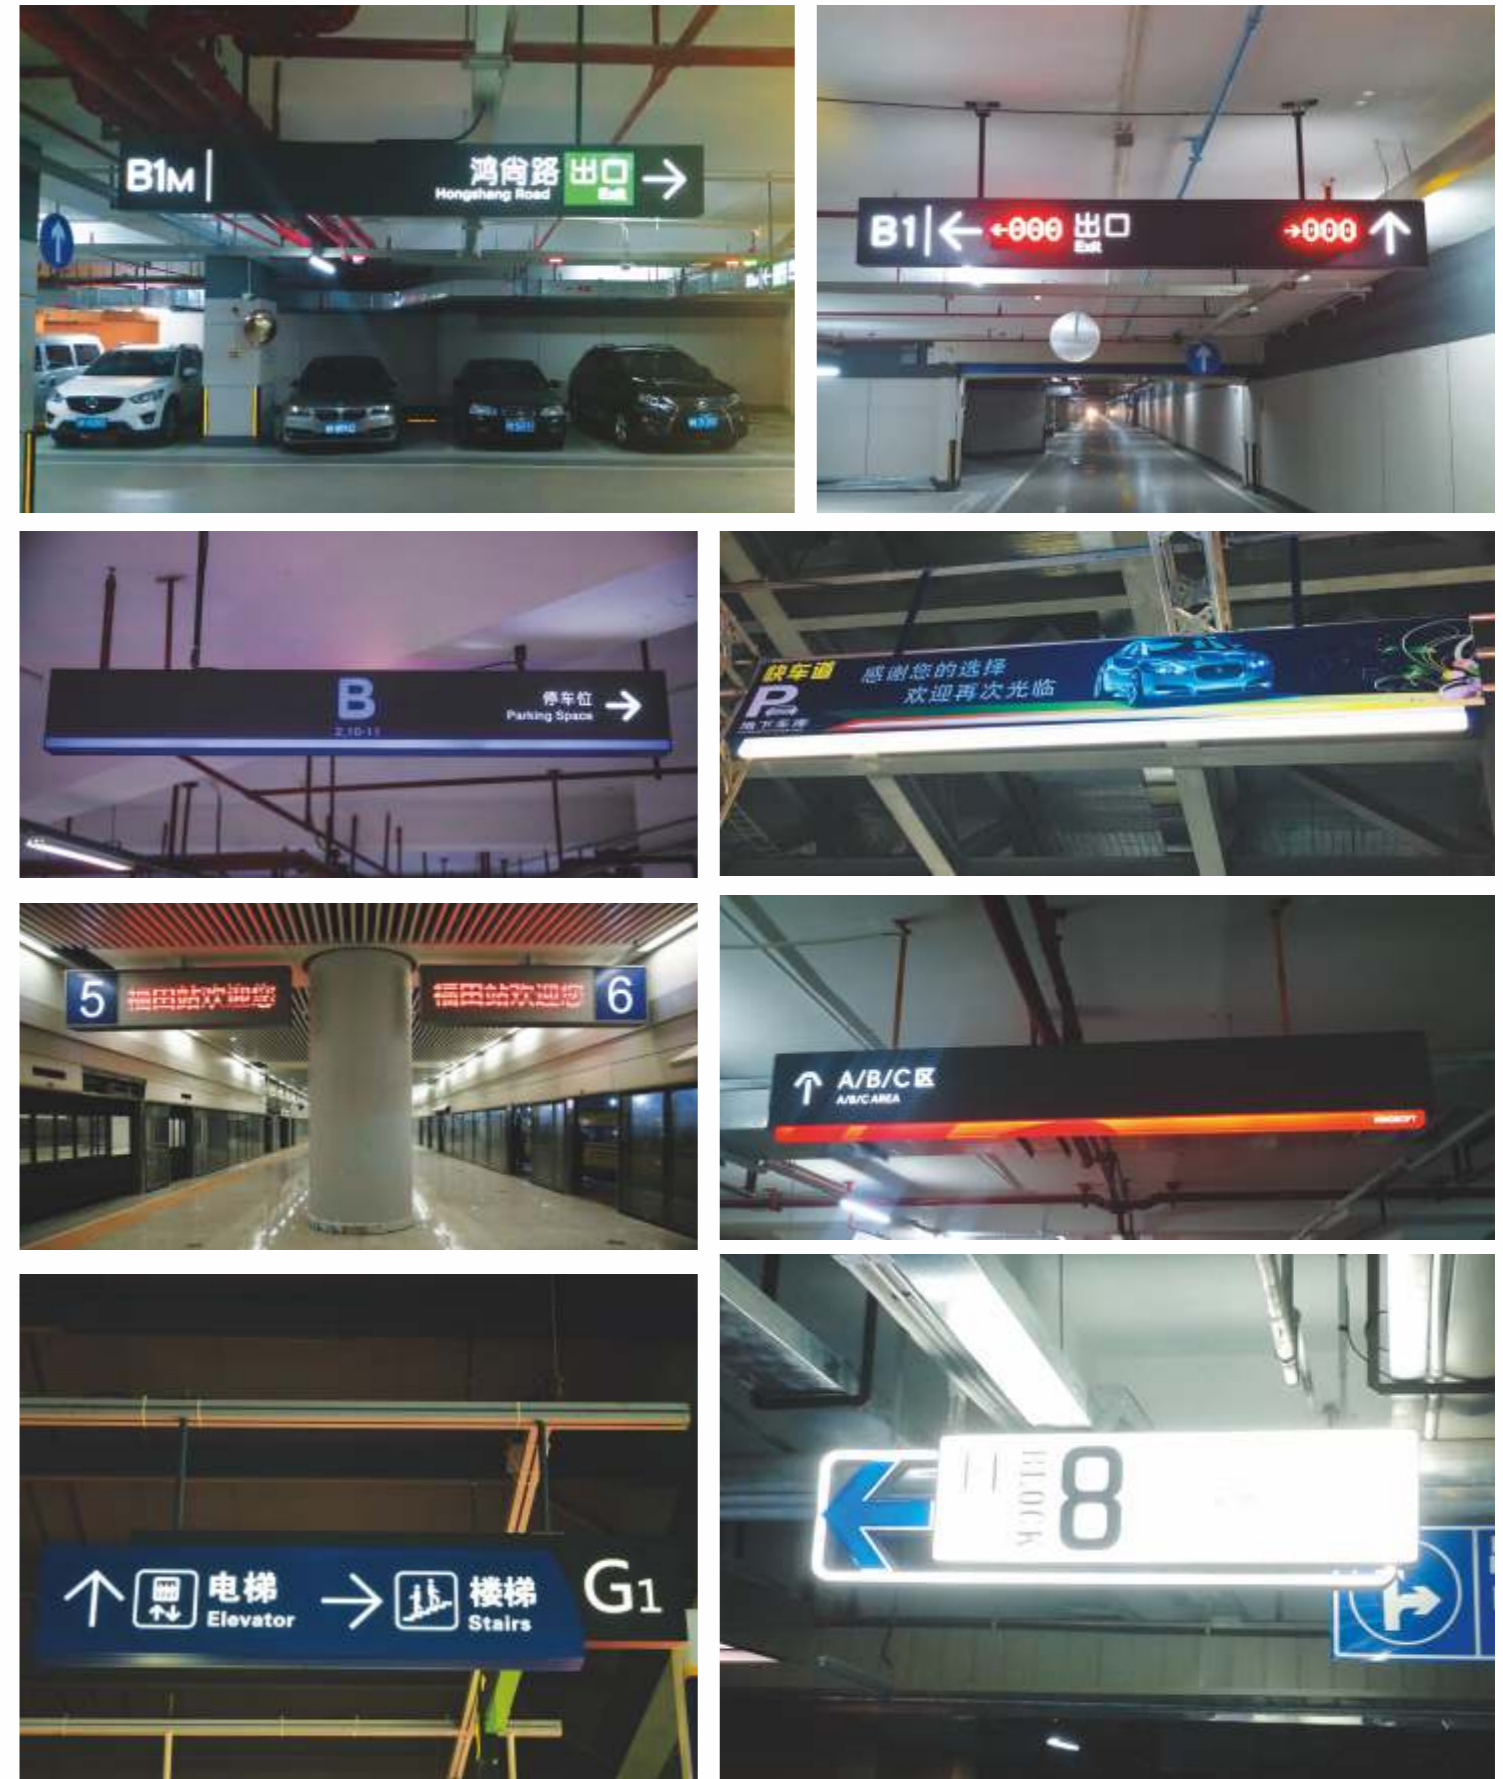 B1M
鸿尚路 出口
Hongshang Road Exit
B1 ←000 出口 →000
Exit
B
2,10-11
停车位
Parking Space
快车道
P
地下车库
感谢您的选择
欢迎再次光临
5 福田站欢迎您
福田站欢迎您 6
A/B/C区
A/B/C AREA
电梯
Elevator
楼梯
Stairs
G1
BLOCK
8